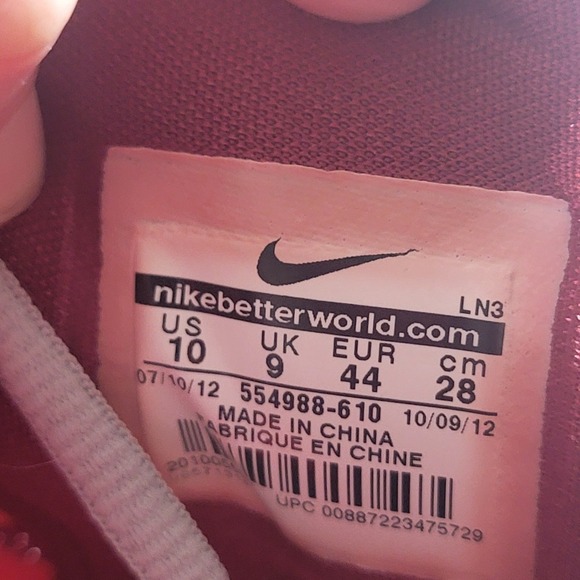 LN3
nikebetterworld.com
US UK EUR cm
10 9 44 28
07/10/12 554988-610 10/09/12
MADE IN CHINA
FABRIQUE EN CHINE
UPC 00887223475729